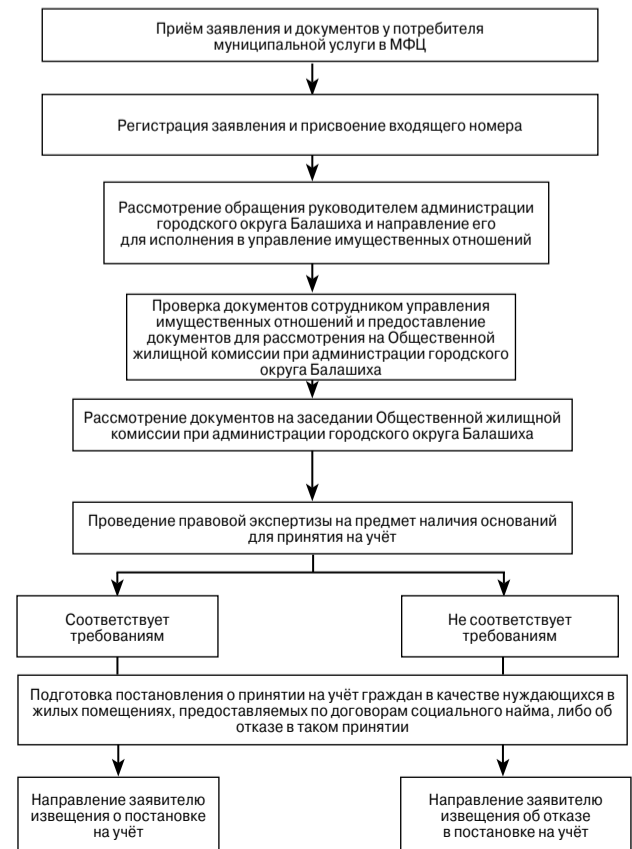 Приём заявления и документов у потребителя
муниципальной услуги в МФЦ
Регистрация заявления и присвоение входящего номера
Рассмотрение обращения руководителем администрации
городского округа Балашиха и направление его
для исполнения в управление имущественных отношений
Проверка документов сотрудником управления
имущественных отношений и предоставление
документов для рассмотрения на Общественной
жилищной комиссии при администрации городского
округа Балашиха
Рассмотрение документов на заседании Общественной жилищной
комиссии при администрации городского округа Балашиха
Проведение правовой экспертизы на предмет наличия оснований
для принятия на учёт
Соответствует
требованиям
Не соответствует
требованиям
Подготовка постановления о принятии на учёт граждан в качестве нуждающихся в
жилых помещениях, предоставляемых по договорам социального найма, либо об
отказе в таком принятии
Направление заявителю
извещения о постановке
на учёт
Направление заявителю
извещения об отказе
в постановке на учёт